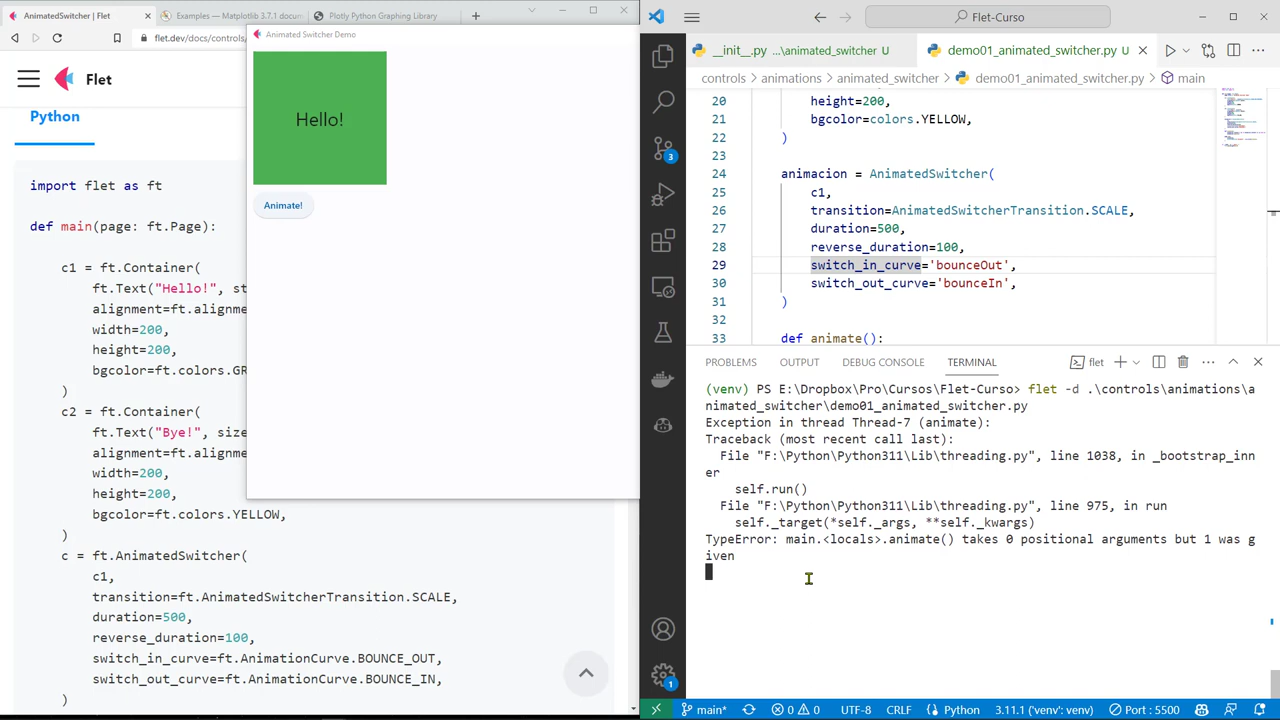 AnimatedSwitcher | Flet
Examples — Matplotlib 3.7.1 docum
Plotly Python Graphing Library
flet.dev/docs/controls/
Flet
Python
import flet as ft
def main(page: ft.Page):
c1 = ft.Container(
ft.Text("Hello!", st
alignment=ft.alignme
width=200,
height=200,
bgcolor=ft.colors.GR
)
c2 = ft.Container(
ft.Text("Bye!", size
alignment=ft.alignme
width=200,
height=200,
bgcolor=ft.colors.YELLOW,
)
c = ft.AnimatedSwitcher(
c1,
transition=ft.AnimatedSwitcherTransition.SCALE,
duration=500,
reverse_duration=100,
switch_in_curve=ft.AnimationCurve.BOUNCE_OUT,
switch_out_curve=ft.AnimationCurve.BOUNCE_IN,
)
Animated Switcher Demo
Hello!
Animate!
Flet-Curso
__init__.py ...\animated_switcher U
demo01_animated_switcher.py U
controls > animations > animated_switcher > demo01_animated_switcher.py > main
20 height=200,
21 bgcolor=colors.YELLOW,
22 )
23
24 animacion = AnimatedSwitcher(
25 c1,
26 transition=AnimatedSwitcherTransition.SCALE,
27 duration=500,
28 reverse_duration=100,
29 switch_in_curve='bounceOut',
30 switch_out_curve='bounceIn',
31 )
32
33 def animate():
PROBLEMS OUTPUT DEBUG CONSOLE TERMINAL flet
(venv) PS E:\Dropbox\Pro\Cursos\Flet-Curso> flet -d .\controls\animations\a
nimated_switcher\demo01_animated_switcher.py
Exception in thread Thread-7 (animate):
Traceback (most recent call last):
File "F:\Python\Python311\Lib\threading.py", line 1038, in _bootstrap_inn
er
self.run()
File "F:\Python\Python311\Lib\threading.py", line 975, in run
self._target(*self._args, **self._kwargs)
TypeError: main.<locals>.animate() takes 0 positional arguments but 1 was g
iven
3
1
main* 0 0 UTF-8 CRLF Python 3.11.1 ('venv': venv) Port : 5500